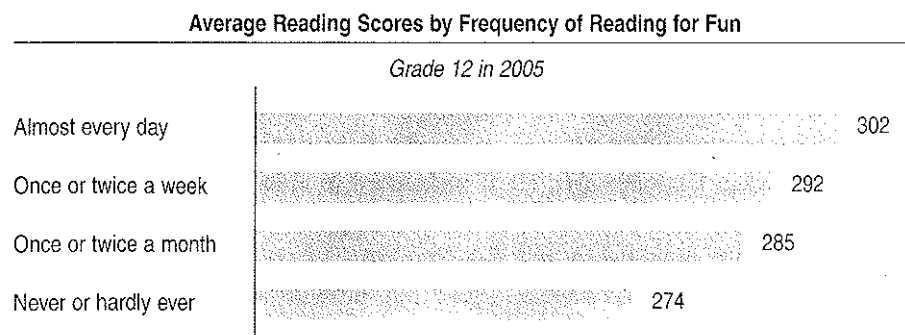 Average Reading Scores by Frequency of Reading for Fun
Grade 12 in 2005
Almost every day 302
Once or twice a week 292
Once or twice a month 285
Never or hardly ever 274